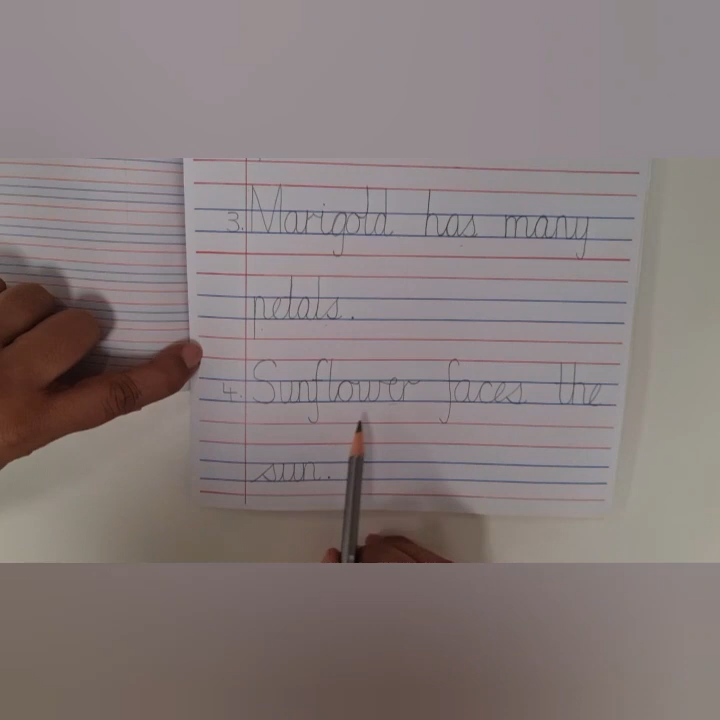 3. Marigold has many
petals.
4. Sunflower faces the
sun.